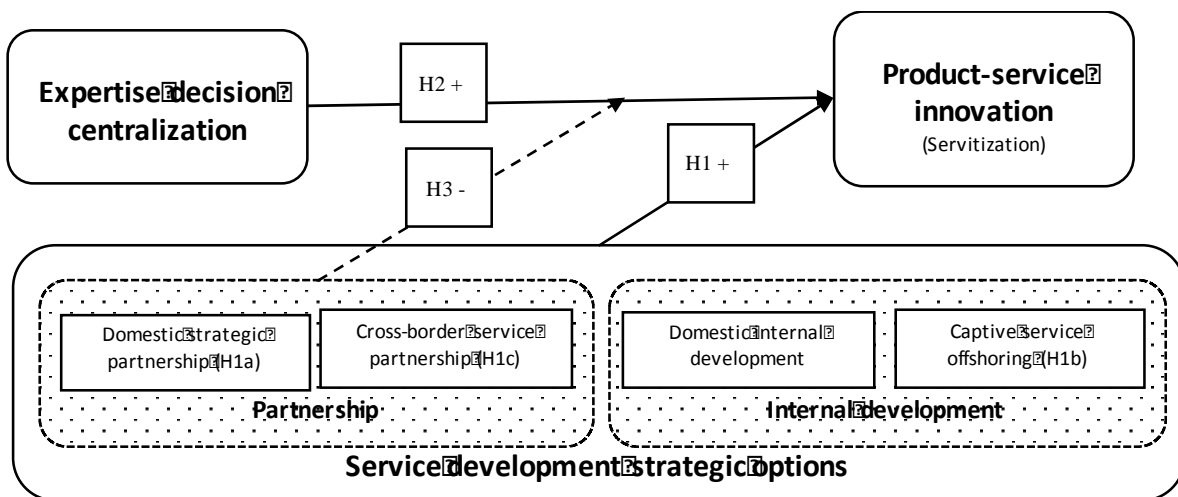 Expertise decision
centralization
H2 +
Product-service
innovation
(Servitization)
H3 -
H1 +
Domestic strategic
partnership (H1a)
Cross-border service
partnership (H1c)
Domestic internal
development
Captive service
offshoring (H1b)
Partnership
Internal development
Service development strategic options